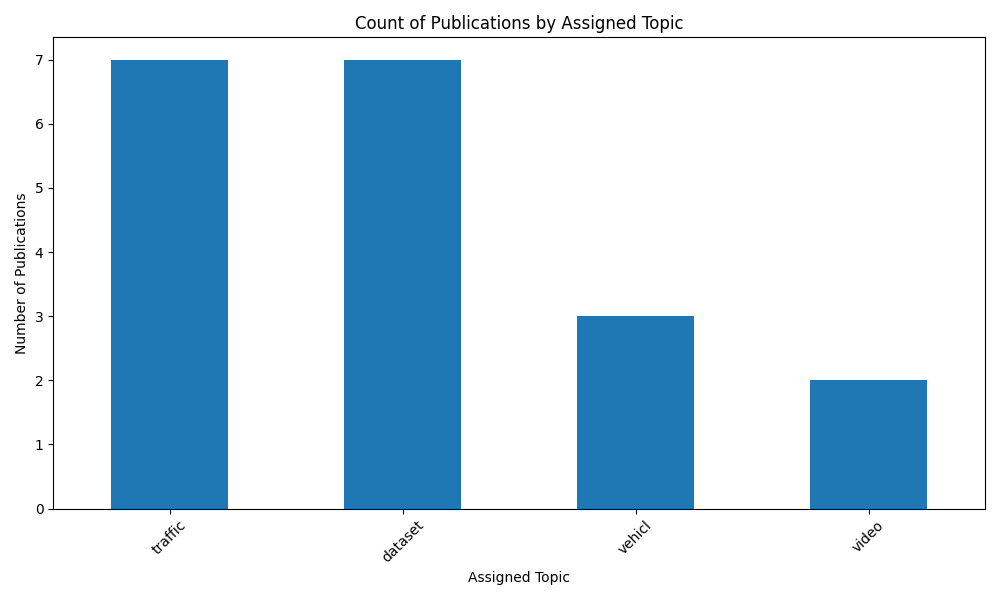 Count of Publications by Assigned Topic
Number of Publications
7
6
5
4
3
2
1
0
traffic
dataset
vehicl
video
Assigned Topic